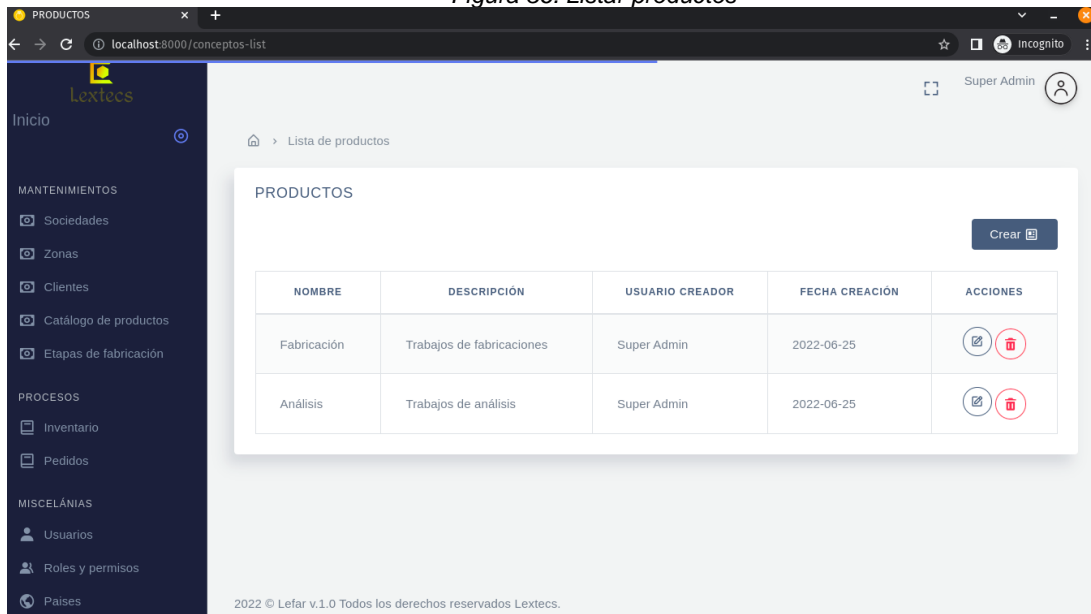 PRODUCTOS
localhost:8000/conceptos-list
Incognito
Lextecs
Inicio
Super Admin
Lista de productos
MANTENIMIENTOS
Sociedades
Zonas
Clientes
Catálogo de productos
Etapas de fabricación
PROCESOS
Inventario
Pedidos
MISCELÁNIAS
Usuarios
Roles y permisos
Paises
PRODUCTOS
Crear
NOMBRE DESCRIPCIÓN USUARIO CREADOR FECHA CREACIÓN ACCIONES
Fabricación Trabajos de fabricaciones Super Admin 2022-06-25
Análisis Trabajos de análisis Super Admin 2022-06-25
2022 © Lefar v.1.0 Todos los derechos reservados Lextecs.